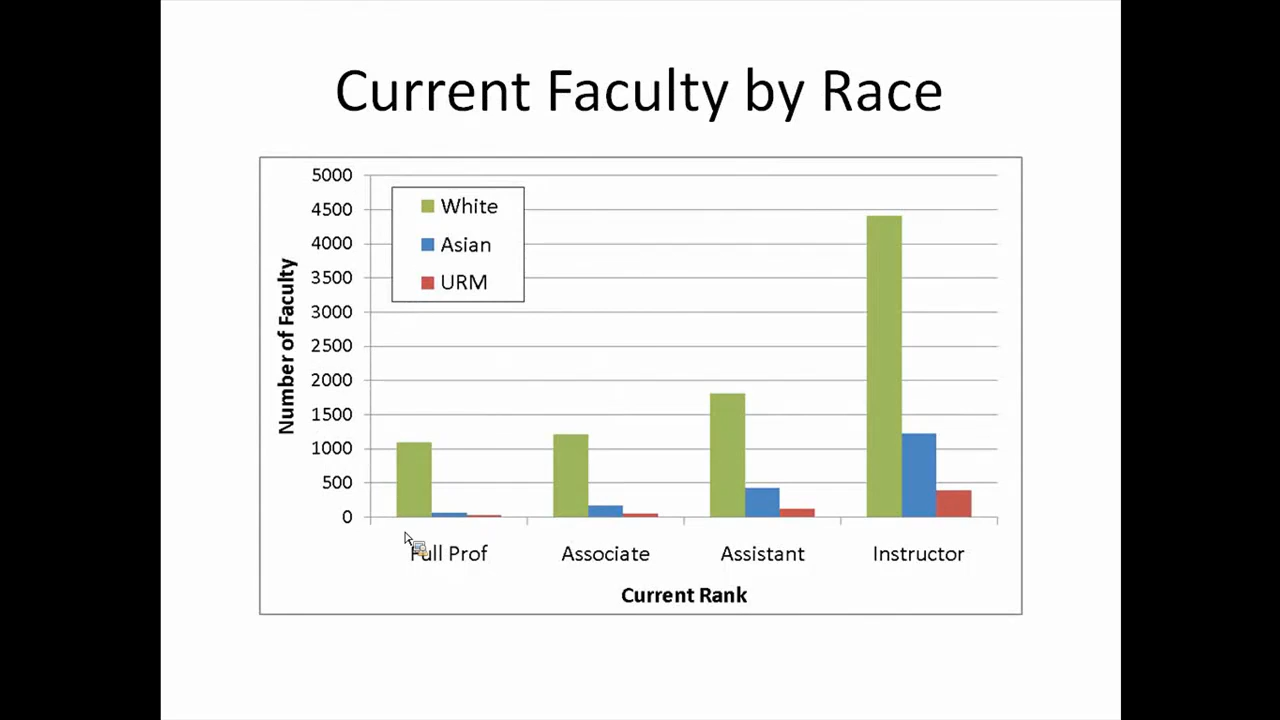 Current Faculty by Race
5000
4500
4000
3500
3000
2500
2000
1500
1000
500
0
Number of Faculty
White
Asian
URM
Full Prof
Associate
Assistant
Instructor
Current Rank